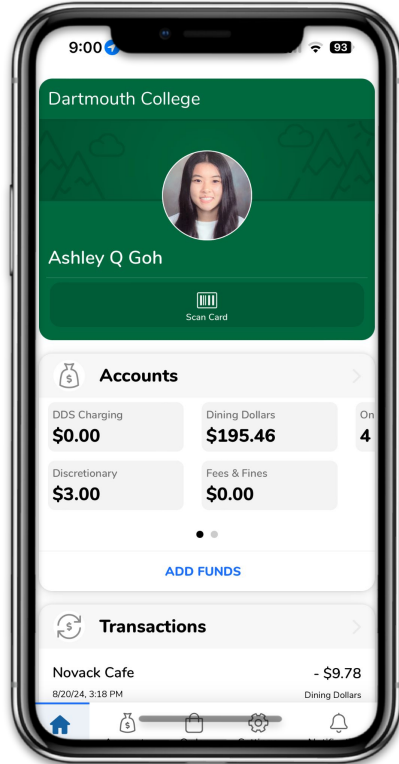 9:00
93
Dartmouth College
Ashley Q Goh
Scan Card
Accounts
DDS Charging
$0.00
Dining Dollars
$195.46
On
4
Discretionary
$3.00
Fees & Fines
$0.00
ADD FUNDS
Transactions
Novack Cafe
- $9.78
8/20/24, 3:18 PM
Dining Dollars